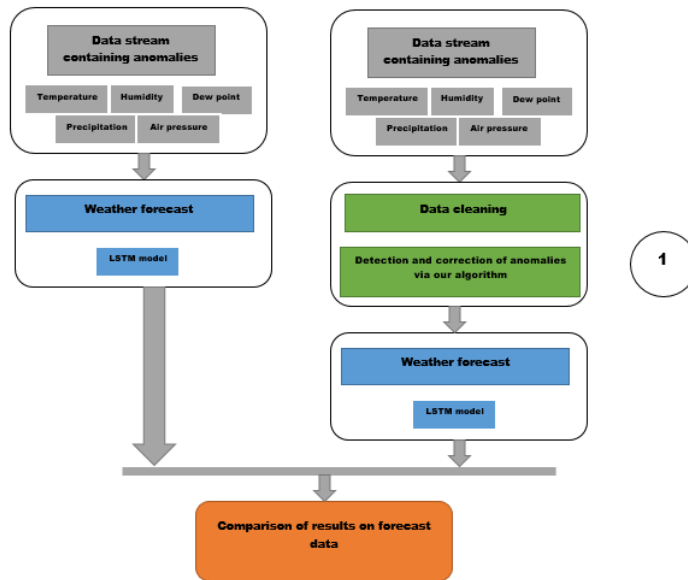 Data stream
containing anomalies
Temperature
Humidity
Dew point
Precipitation
Air pressure
Weather forecast
LSTM model
Data stream
containing anomalies
Temperature
Humidity
Dew point
Precipitation
Air pressure
Data cleaning
Detection and correction of anomalies
via our algorithm
Weather forecast
LSTM model
1
Comparison of results on forecast
data